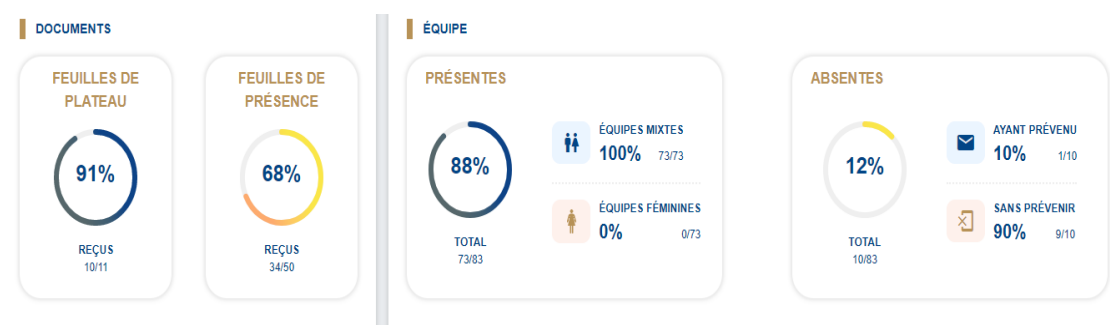 DOCUMENTS
FEUILLES DE
PLATEAU
91%
REÇUS
10/11
FEUILLES DE
PRÉSENCE
68%
REÇUS
34/50
ÉQUIPE
PRÉSENTES
88%
TOTAL
73/83
ÉQUIPES MIXTES
100% 73/73
ÉQUIPES FÉMININES
0% 0/73
ABSENTES
12%
TOTAL
10/83
AYANT PRÉVENU
10% 1/10
SANS PRÉVENIR
90% 9/10